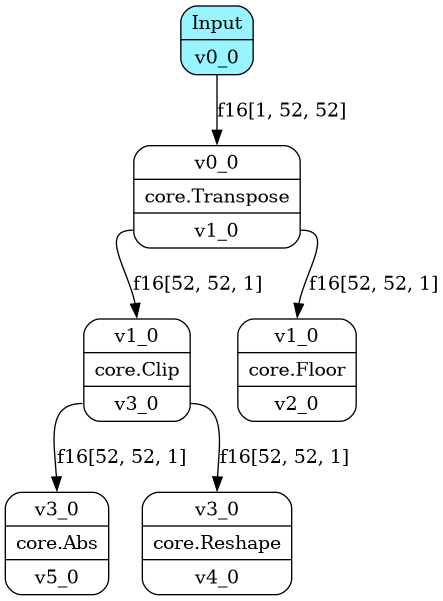 Input
v0_0
f16[1, 52, 52]
v0_0
core.Transpose
v1_0
f16[52, 52, 1]
f16[52, 52, 1]
v1_0
core.Clip
v3_0
v1_0
core.Floor
v2_0
f16[52, 52, 1]
f16[52, 52, 1]
v3_0
core.Abs
v5_0
v3_0
core.Reshape
v4_0